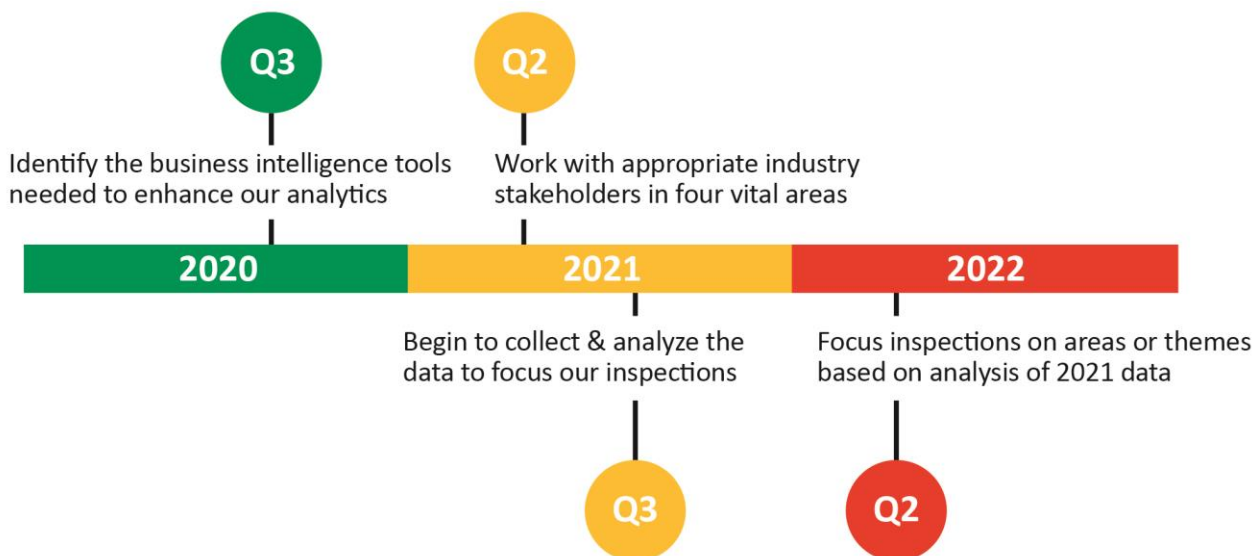 Q3
Identify the business intelligence tools
needed to enhance our analytics
Q2
Work with appropriate industry
stakeholders in four vital areas
2020
2021
2022
Begin to collect & analyze the
data to focus our inspections
Q3
Focus inspections on areas or themes
based on analysis of 2021 data
Q2